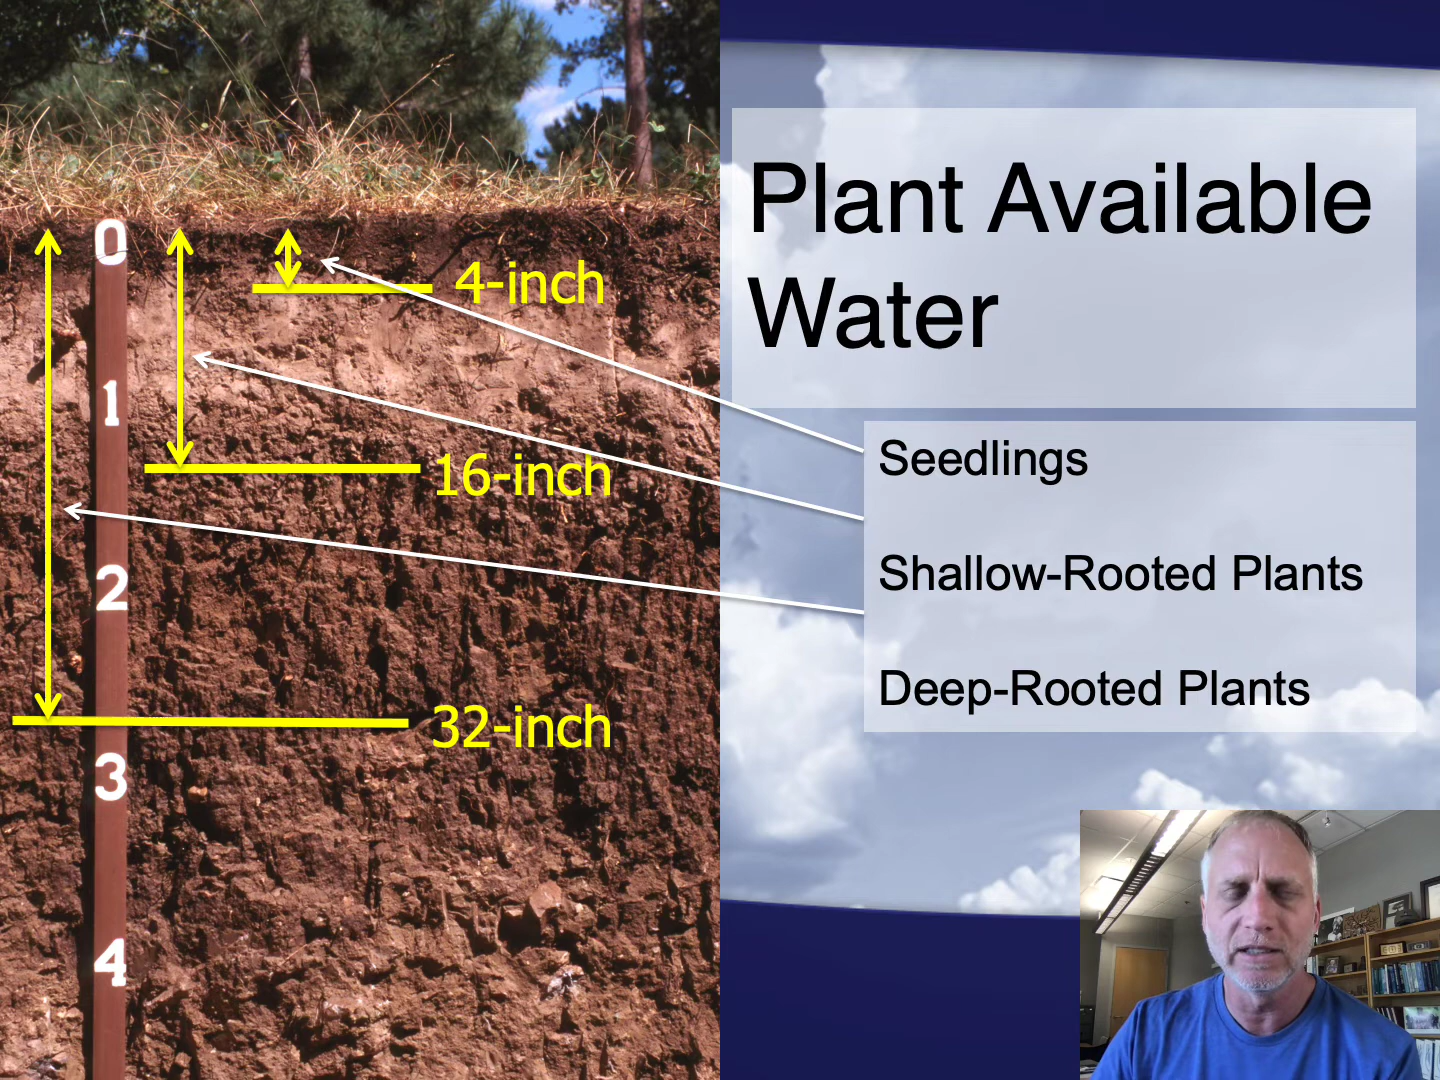 Plant Available
Water
Seedlings
Shallow-Rooted Plants
Deep-Rooted Plants
0
4-inch
1
16-inch
2
32-inch
3
4